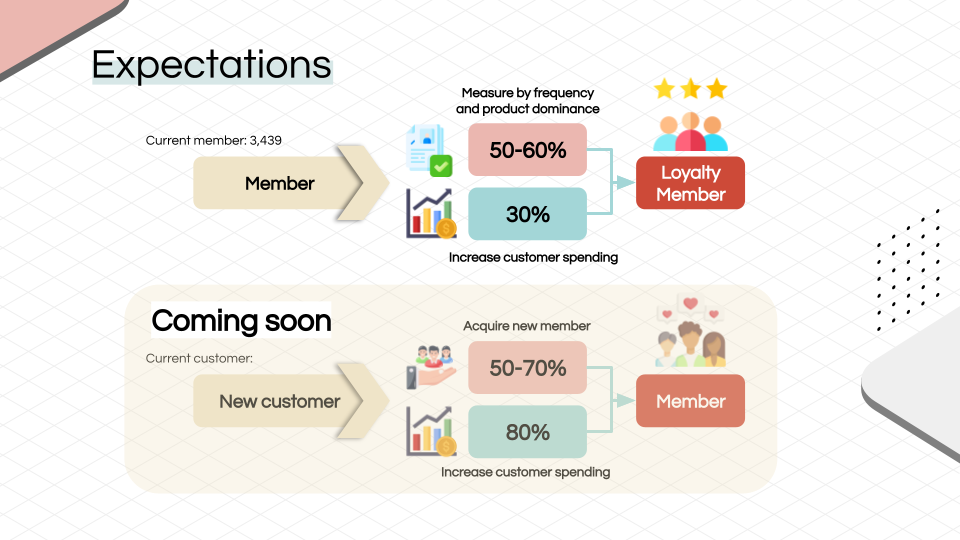 Expectations
Measure by frequency
and product dominance
Current member: 3,439
50-60%
Member
Loyalty
Member
30%
Increase customer spending
Coming soon
Acquire new member
Current customer:
50-70%
New customer
Member
80%
Increase customer spending